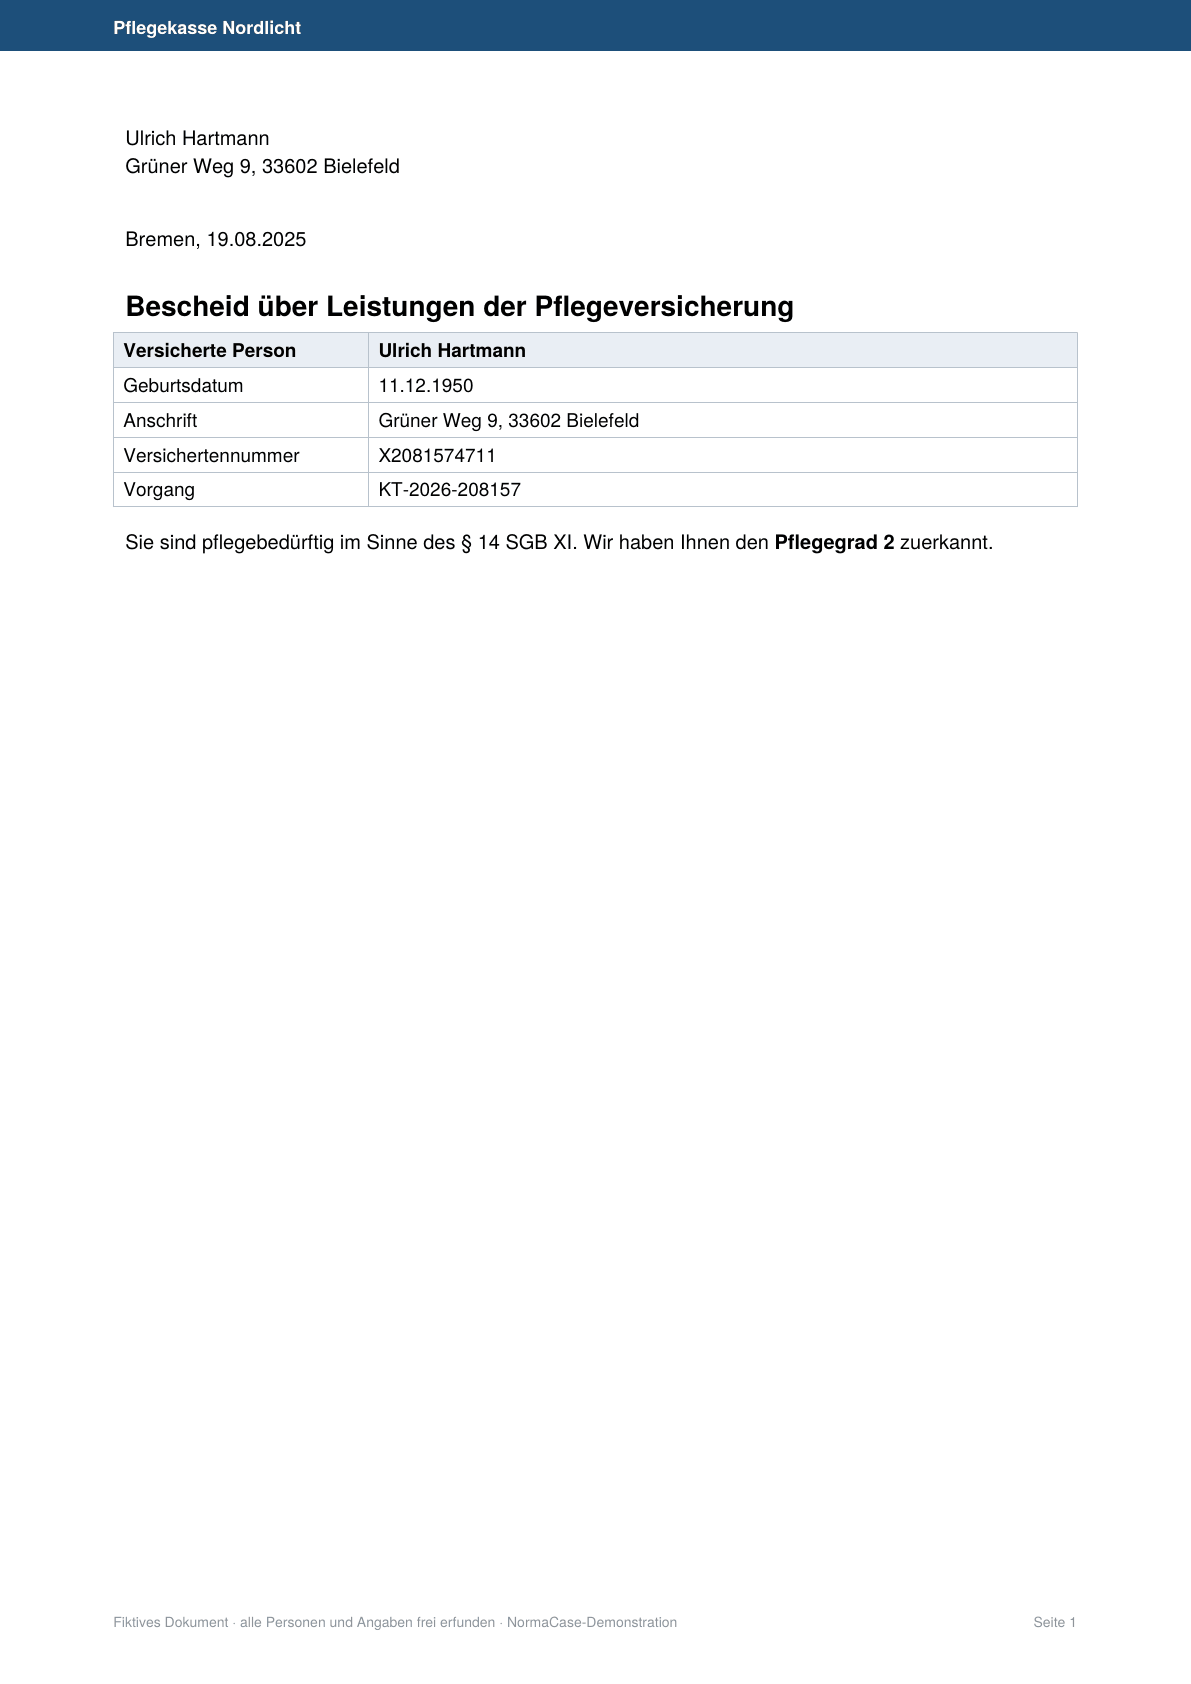 Pflegekasse Nordlicht
Ulrich Hartmann
Grüner Weg 9, 33602 Bielefeld
Bremen, 19.08.2025
Bescheid über Leistungen der Pflegeversicherung
Versicherte Person Ulrich Hartmann
Geburtsdatum 11.12.1950
Anschrift Grüner Weg 9, 33602 Bielefeld
Versichertennummer X2081574711
Vorgang KT-2026-208157
Sie sind pflegebedürftig im Sinne des § 14 SGB XI. Wir haben Ihnen den Pflegegrad 2 zuerkannt.
Fiktives Dokument · alle Personen und Angaben frei erfunden · NormaCase-Demonstration Seite 1